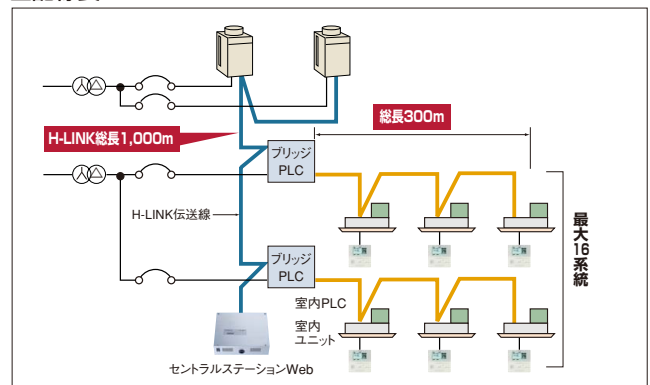 H-LINK総長1,000m
総長300m
ブリッジ
PLC
H-LINK伝送線
最大16系統
ブリッジ
PLC
室内PLC
室内
ユニット
セントラルステーションWeb